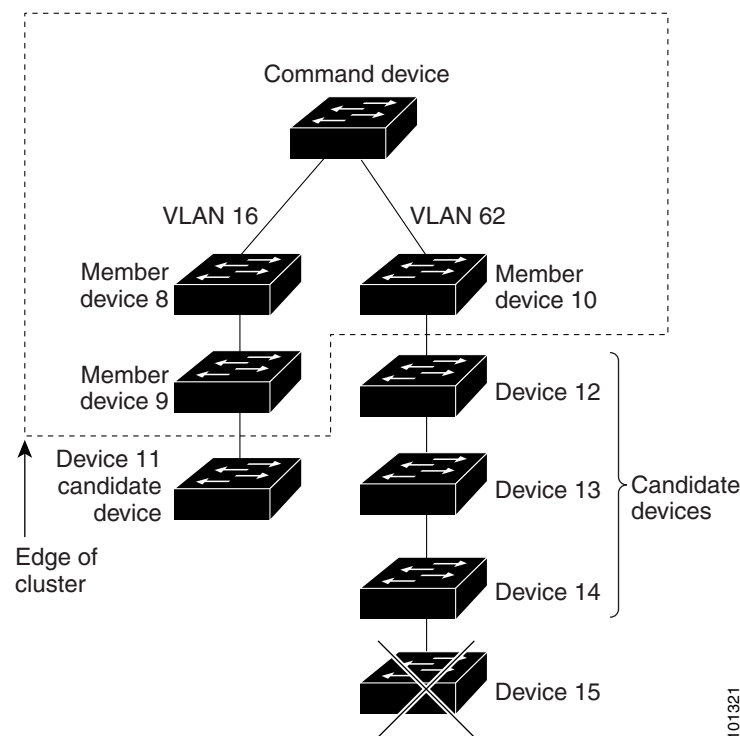 Command device
VLAN 16
VLAN 62
Member
device 8
Member
device 10
Member
device 9
Device 12
Device 11
candidate
device
Device 13
Candidate
devices
Edge of
cluster
Device 14
Device 15
101321